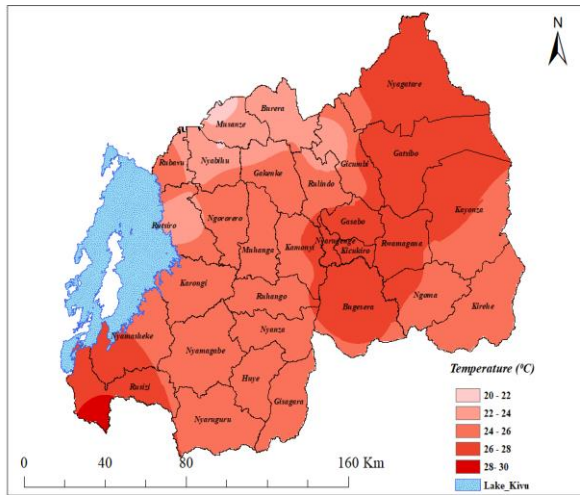 N
Nyagatare
Burera
Musanze
Gatsibo
Rubavu
Nyabihu
Gicumbi
Gakenke
Rulindo
Kayonza
Gasabo
Rutsiro
Ngororero
Nyarugenge
Rwamagana
Kicukiro
Muhanga
Kamonyi
Karongi
Ruhango
Bugesera
Ngoma
Kirehe
Nyamasheke
Nyanza
Nyamagabe
Huye
Rusizi
Gisagara
Nyaruguru
Temperature (ºC)
20 - 22
22 - 24
24 - 26
26 - 28
28- 30
Lake_Kivu
0 40 80 160 Km